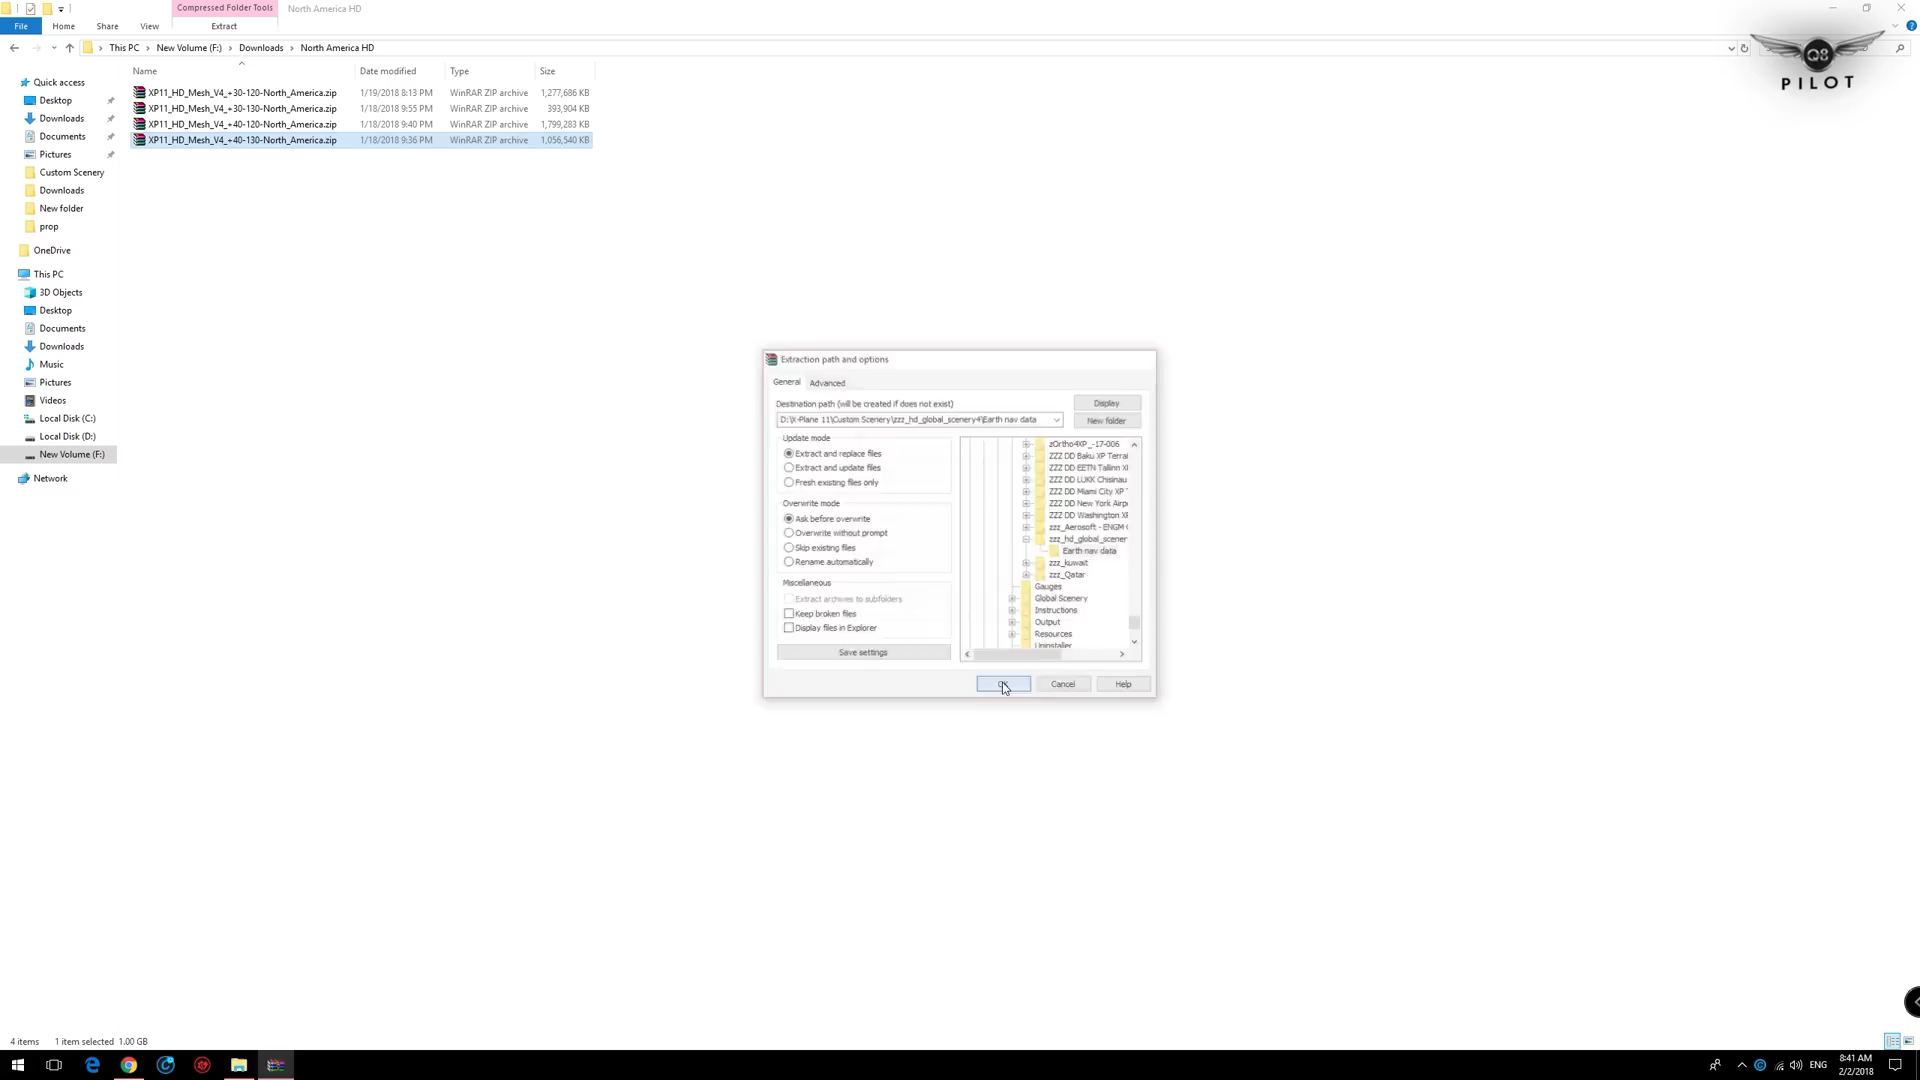 Compressed Folder Tools
North America HD
File
Home
Share
View
Extract
This PC
New Volume (F:)
Downloads
North America HD
Q8
PILOT
Name
Date modified
Type
Size
XP11_HD_Mesh_V4_+30-120-North_America.zip 1/19/2018 8:13 PM WinRAR ZIP archive 1,277,686 KB
XP11_HD_Mesh_V4_+30-130-North_America.zip 1/18/2018 9:55 PM WinRAR ZIP archive 393,904 KB
XP11_HD_Mesh_V4_+40-120-North_America.zip 1/18/2018 9:40 PM WinRAR ZIP archive 1,799,283 KB
XP11_HD_Mesh_V4_+40-130-North_America.zip 1/18/2018 9:36 PM WinRAR ZIP archive 1,056,540 KB
Quick access
Desktop
Downloads
Documents
Pictures
Custom Scenery
Downloads
New folder
prop
OneDrive
This PC
3D Objects
Desktop
Documents
Downloads
Music
Pictures
Videos
Local Disk (C:)
Local Disk (D:)
New Volume (F:)
Network
Extraction path and options
General
Advanced
Destination path (will be created if does not exist)
D:\X-Plane 11\Custom Scenery\zzz_hd_global_scenery4\Earth nav data
Display
New folder
Update mode
Extract and replace files
Extract and update files
Fresh existing files only
Overwrite mode
Ask before overwrite
Overwrite without prompt
Skip existing files
Rename automatically
Miscellaneous
Extract archives to subfolders
Keep broken files
Display files in Explorer
Save settings
zOrtho4XP_-17-006
ZZZ DD Baku XP Terrai
ZZZ DD EETN Tallinn X
ZZZ DD LUKK Chisinau
ZZZ DD Miami City XP
ZZZ DD New York Airp
ZZZ DD Washington XP
zzz_Aerosoft - ENGM
zzz_hd_global_scener
Earth nav data
zzz_kuwait
zzz_Qatar
Gauges
Global Scenery
Instructions
Output
Resources
Uninstaller
Cancel
Help
4 items
1 item selected 1.00 GB
ENG
8:41 AM
2/2/2018